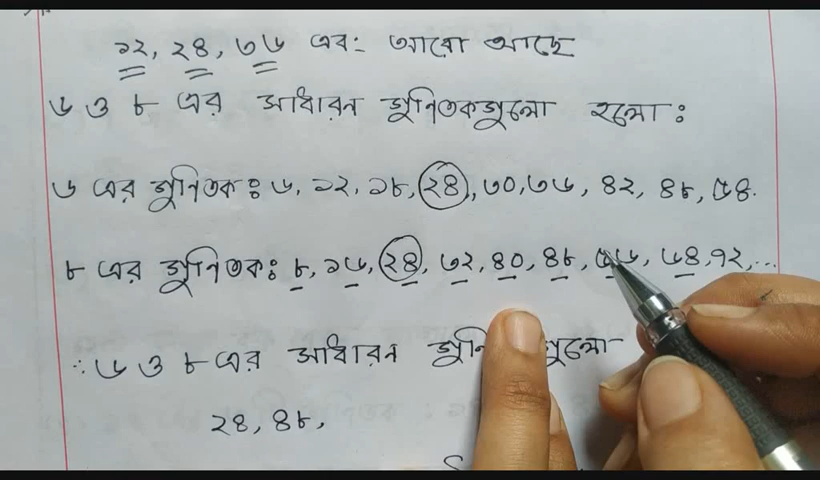 ১২, ২৪, ৩৬ এবং আরো আছে
৬ ও ৮ এর সাধারন গুনিতকগুলো হলোঃ
৬ এর গুনিতকঃ ৬, ১২, ১৮, ২৪, ৩০, ৩৬, ৪২, ৪৮, ৫৪.
৮ এর গুনিতকঃ ৮, ১৬, ২৪, ৩২, ৪০, ৪৮, ৫৬, ৬৪, ৭২, ...
∴ ৬ ও ৮ এর সাধারন গুনি গুলো
২৪, ৪৮,